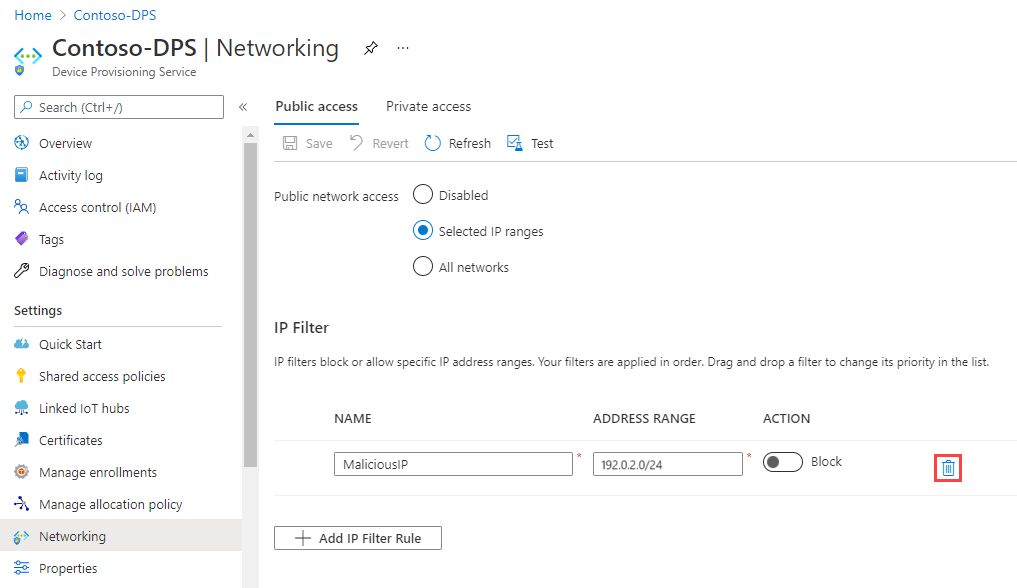 Home > Contoso-DPS
Contoso-DPS | Networking ...
Device Provisioning Service
Search (Ctrl+/) «
Overview
Activity log
Access control (IAM)
Tags
Diagnose and solve problems
Settings
Quick Start
Shared access policies
Linked IoT hubs
Certificates
Manage enrollments
Manage allocation policy
Networking
Properties
Public access Private access
Save Revert Refresh Test
Public network access Disabled
Selected IP ranges
All networks
IP Filter
IP filters block or allow specific IP address ranges. Your filters are applied in order. Drag and drop a filter to change its priority in the list.
NAME ADDRESS RANGE ACTION
MaliciousIP * 192.0.2.0/24 * Block
+ Add IP Filter Rule